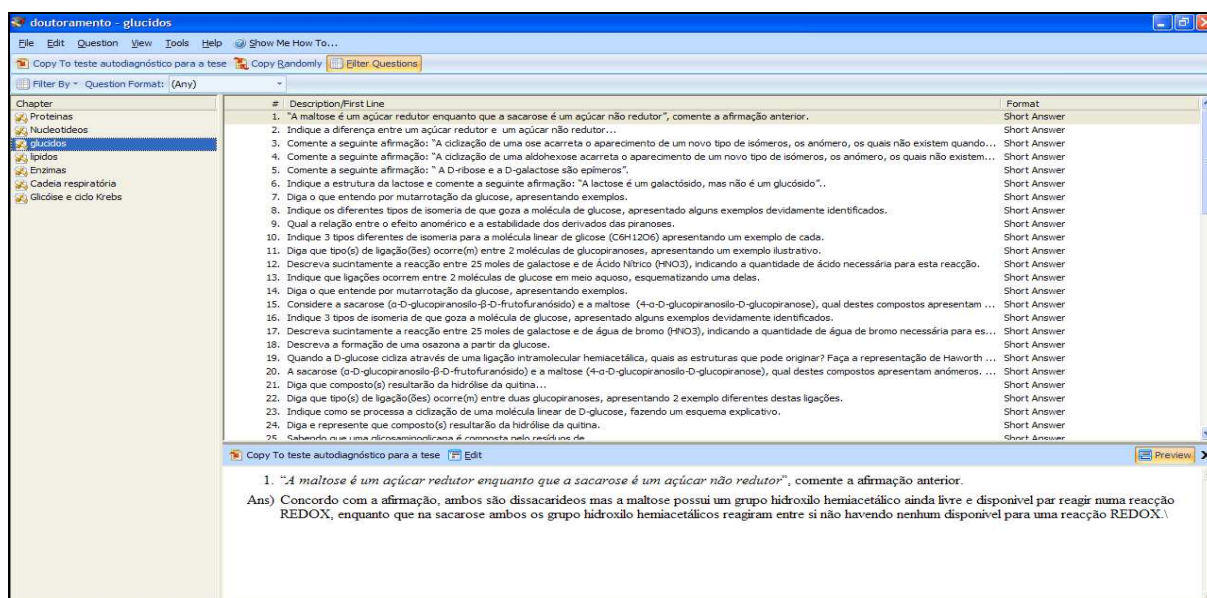 doutoramento - glucidos
File Edit Question View Tools Help Show Me How To...
Copy To teste autodiagnóstico para a tese Copy Randomly Filter Questions
Filter By Question Format: (Any)
Chapter
Proteinas
Nucleotideos
glucidos
lipidos
Enzimas
Cadeia respiratória
Glicóise e ciclo Krebs
# Description/First Line Format
1. "A maltose é um açúcar redutor enquanto que a sacarose é um açúcar não redutor", comente a afirmação anterior. Short Answer
2. Indique a diferença entre um açúcar redutor e um açúcar não redutor... Short Answer
3. Comente a seguinte afirmação: "A ciclização de uma ose acarreta o aparecimento de um novo tipo de isómeros, os anómero, os quais não existem quando... Short Answer
4. Comente a seguinte afirmação: "A ciclização de uma aldohexose acarreta o aparecimento de um novo tipo de isómeros, os anómero, os quais não existem... Short Answer
5. Comente a seguinte afirmação: " A D-ribose e a D-galactose são epímeros". Short Answer
6. Indique a estrutura da lactose e comente a seguinte afirmação: "A lactose é um galactósido, mas não é um glucósido".. Short Answer
7. Diga o que entendo por mutarrotação da glucose, apresentando exemplos. Short Answer
8. Indique os diferentes tipos de isomeria de que goza a molécula de glucose, apresentado alguns exemplos devidamente identificados. Short Answer
9. Qual a relação entre o efeito anomérico e a estabilidade dos derivados das piranoses. Short Answer
10. Indique 3 tipos diferentes de isomeria para a molécula linear de glicose (C6H12O6) apresentando um exemplo de cada. Short Answer
11. Diga que tipo(s) de ligação(ões) ocorre(m) entre 2 moléculas de glucopiranoses, apresentando um exemplo ilustrativo. Short Answer
12. Descreva sucintamente a reacção entre 25 moles de galactose e de Ácido Nítrico (HNO3), indicando a quantidade de ácido necessária para esta reacção. Short Answer
13. Indique que ligações ocorrem entre 2 moléculas de glucose em meio aquoso, esquematizando uma delas. Short Answer
14. Diga o que entende por mutarrotação da glucose, apresentando exemplos. Short Answer
15. Considere a sacarose (α-D-glucopiranosilo-β-D-frutofuranósido) e a maltose (4-α-D-glucopiranosilo-D-glucopiranose), qual destes compostos apresentam ... Short Answer
16. Indique 3 tipos de isomeria de que goza a molécula de glucose, apresentado alguns exemplos devidamente identificados. Short Answer
17. Descreva sucintamente a reacção entre 25 moles de galactose e de água de bromo (HNO3), indicando a quantidade de água de bromo necessária para es... Short Answer
18. Descreva a formação de uma osazona a partir da glucose. Short Answer
19. Quando a D-glucose cicliza através de uma ligação intramolecular hemiacetálica, quais as estruturas que pode originar? Faça a representação de Haworth ... Short Answer
20. A sacarose (α-D-glucopiranosilo-β-D-frutofuranósido) e a maltose (4-α-D-glucopiranosilo-D-glucopiranose), qual destes compostos apresentam anómeros. ... Short Answer
21. Diga que composto(s) resultarão da hidrólise da quitina... Short Answer
22. Diga que tipo(s) de ligação(ões) ocorre(m) entre duas glucopiranoses, apresentando 2 exemplo diferentes destas ligações. Short Answer
23. Indique como se processa a ciclização de uma molécula linear de D-glucose, fazendo um esquema explicativo. Short Answer
24. Diga e represente que composto(s) resultarão da hidrólise da quitina. Short Answer
25. Sabendo que uma glicosaminoglicana é composta pelo resíduos de Short Answer
Copy To teste autodiagnóstico para a tese Edit Preview X
1. "A maltose é um açúcar redutor enquanto que a sacarose é um açúcar não redutor", comente a afirmação anterior.
Ans) Concordo com a afirmação, ambos são dissacarideos mas a maltose possui um grupo hidroxilo hemiacetálico ainda livre e disponivel par reagir numa reacção
REDOX, enquanto que na sacarose ambos os grupo hidroxilo hemiacetálicos reagiram entre si não havendo nenhum disponivel para uma reacção REDOX.\